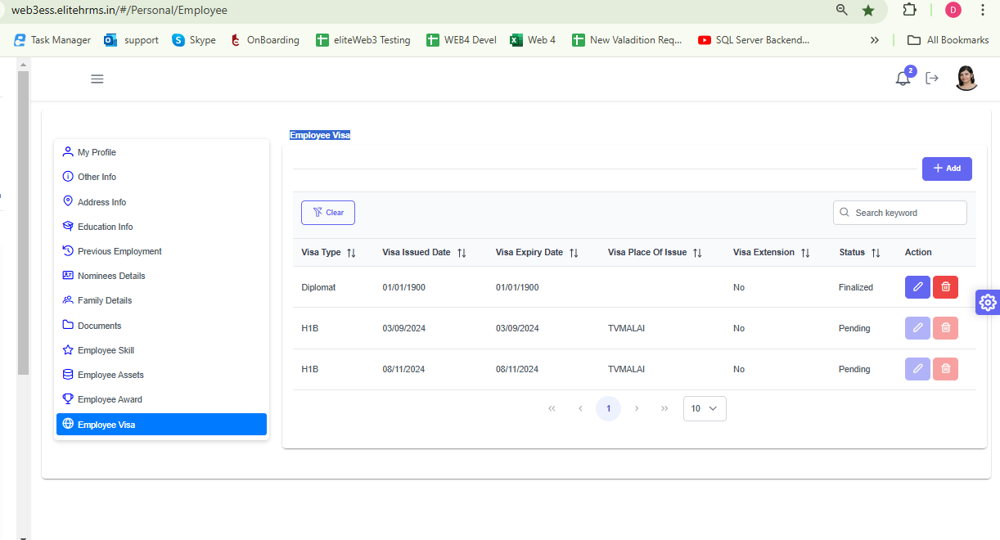 web3ess.elitehrms.in/#/Personal/Employee
D
Task Manager support Skype OnBoarding eliteWeb3 Testing WEB4 Devel Web 4 New Valadition Req... SQL Server Backend... » All Bookmarks
2
Employee Visa
My Profile
Other Info
Address Info
Education Info
Previous Employment
Nominees Details
Family Details
Documents
Employee Skill
Employee Assets
Employee Award
Employee Visa
+ Add
Clear Search keyword
Visa Type Visa Issued Date Visa Expiry Date Visa Place Of Issue Visa Extension Status Action
Diplomat 01/01/1900 01/01/1900 No Finalized
H1B 03/09/2024 03/09/2024 TVMALAI No Pending
H1B 08/11/2024 08/11/2024 TVMALAI No Pending
« ‹ 1 › » 10